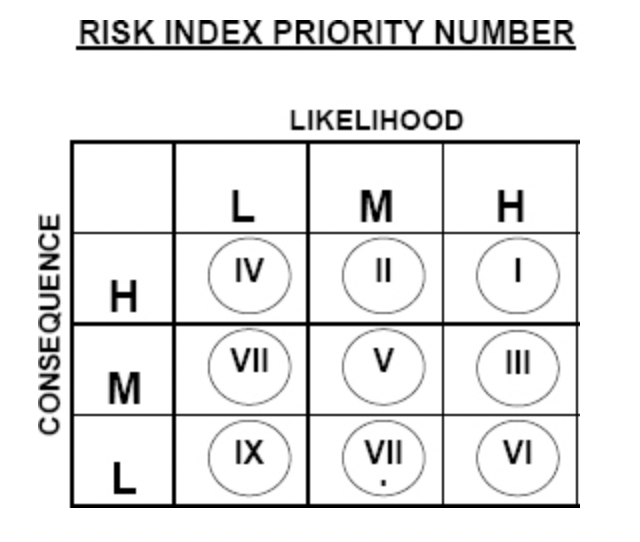 RISK INDEX PRIORITY NUMBER
LIKELIHOOD
CONSEQUENCE
L M H
H IV II I
M VII V III
L IX VII VI
.